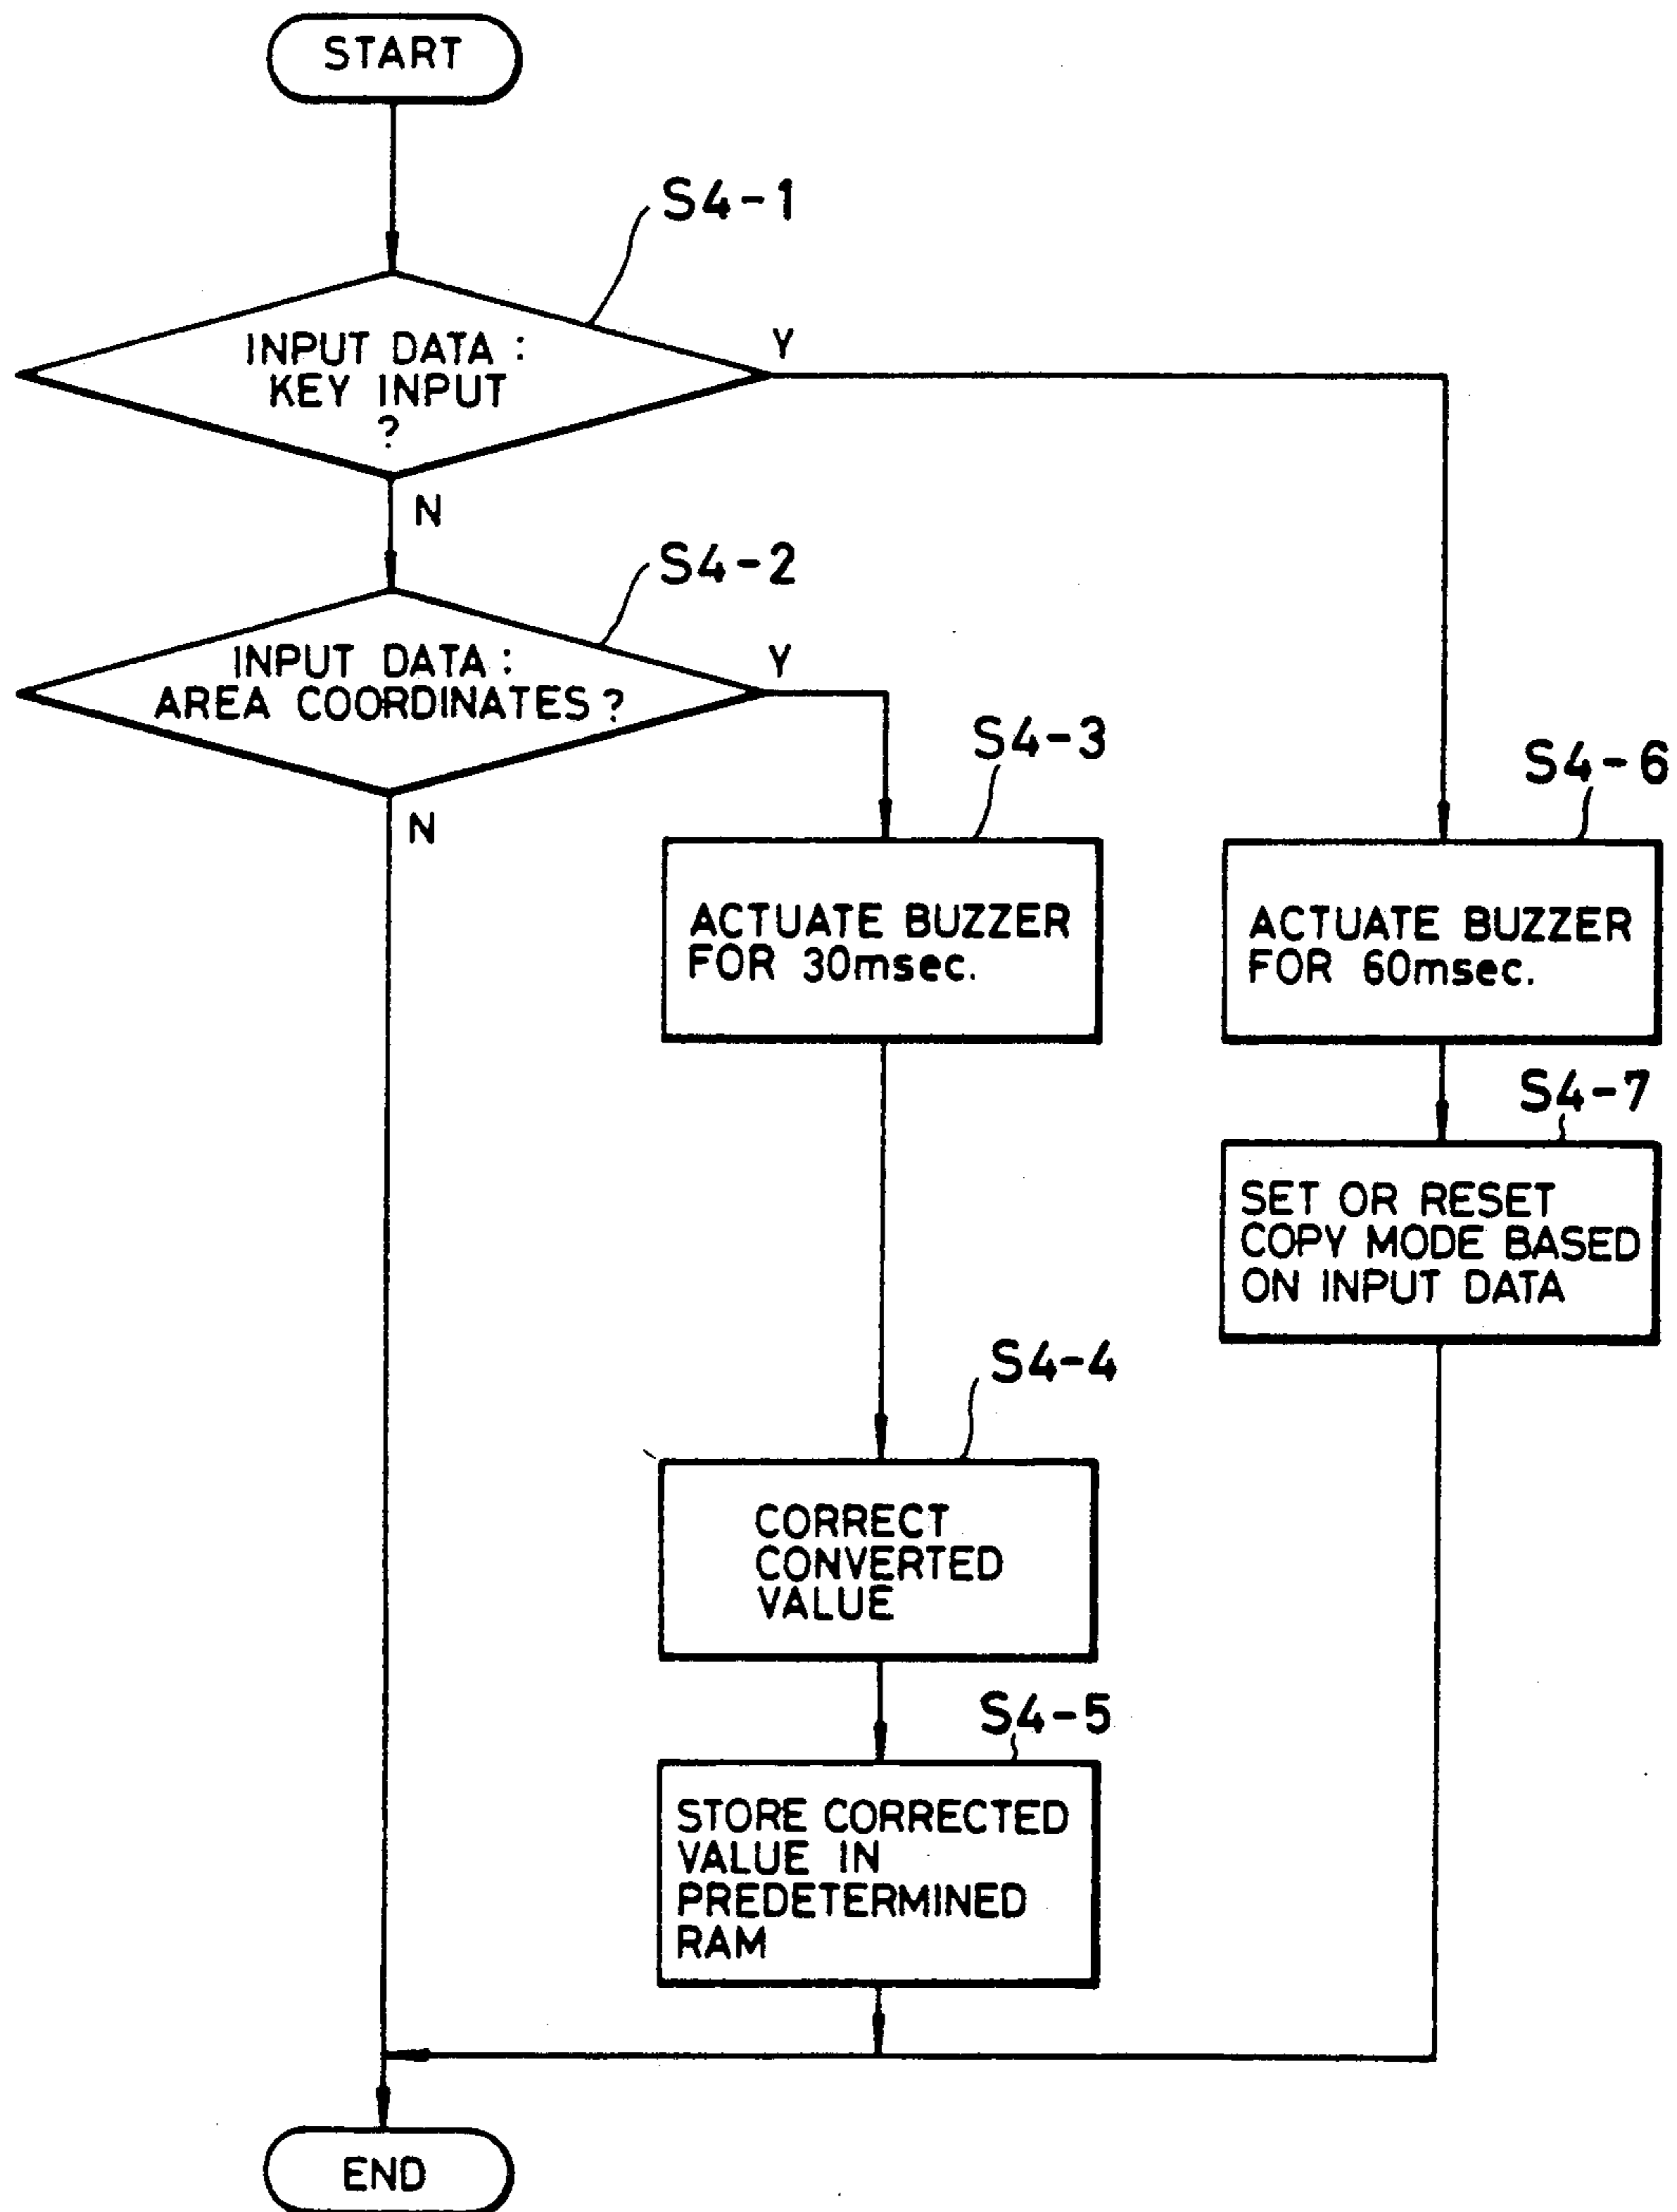 START
S4-1
INPUT DATA :
KEY INPUT
?
Y
N
S4-2
INPUT DATA :
AREA COORDINATES ?
Y
N
S4-3
ACTUATE BUZZER
FOR 30msec.
S4-6
ACTUATE BUZZER
FOR 60msec.
S4-7
SET OR RESET
COPY MODE BASED
ON INPUT DATA
S4-4
CORRECT
CONVERTED
VALUE
S4-5
STORE CORRECTED
VALUE IN
PREDETERMINED
RAM
END